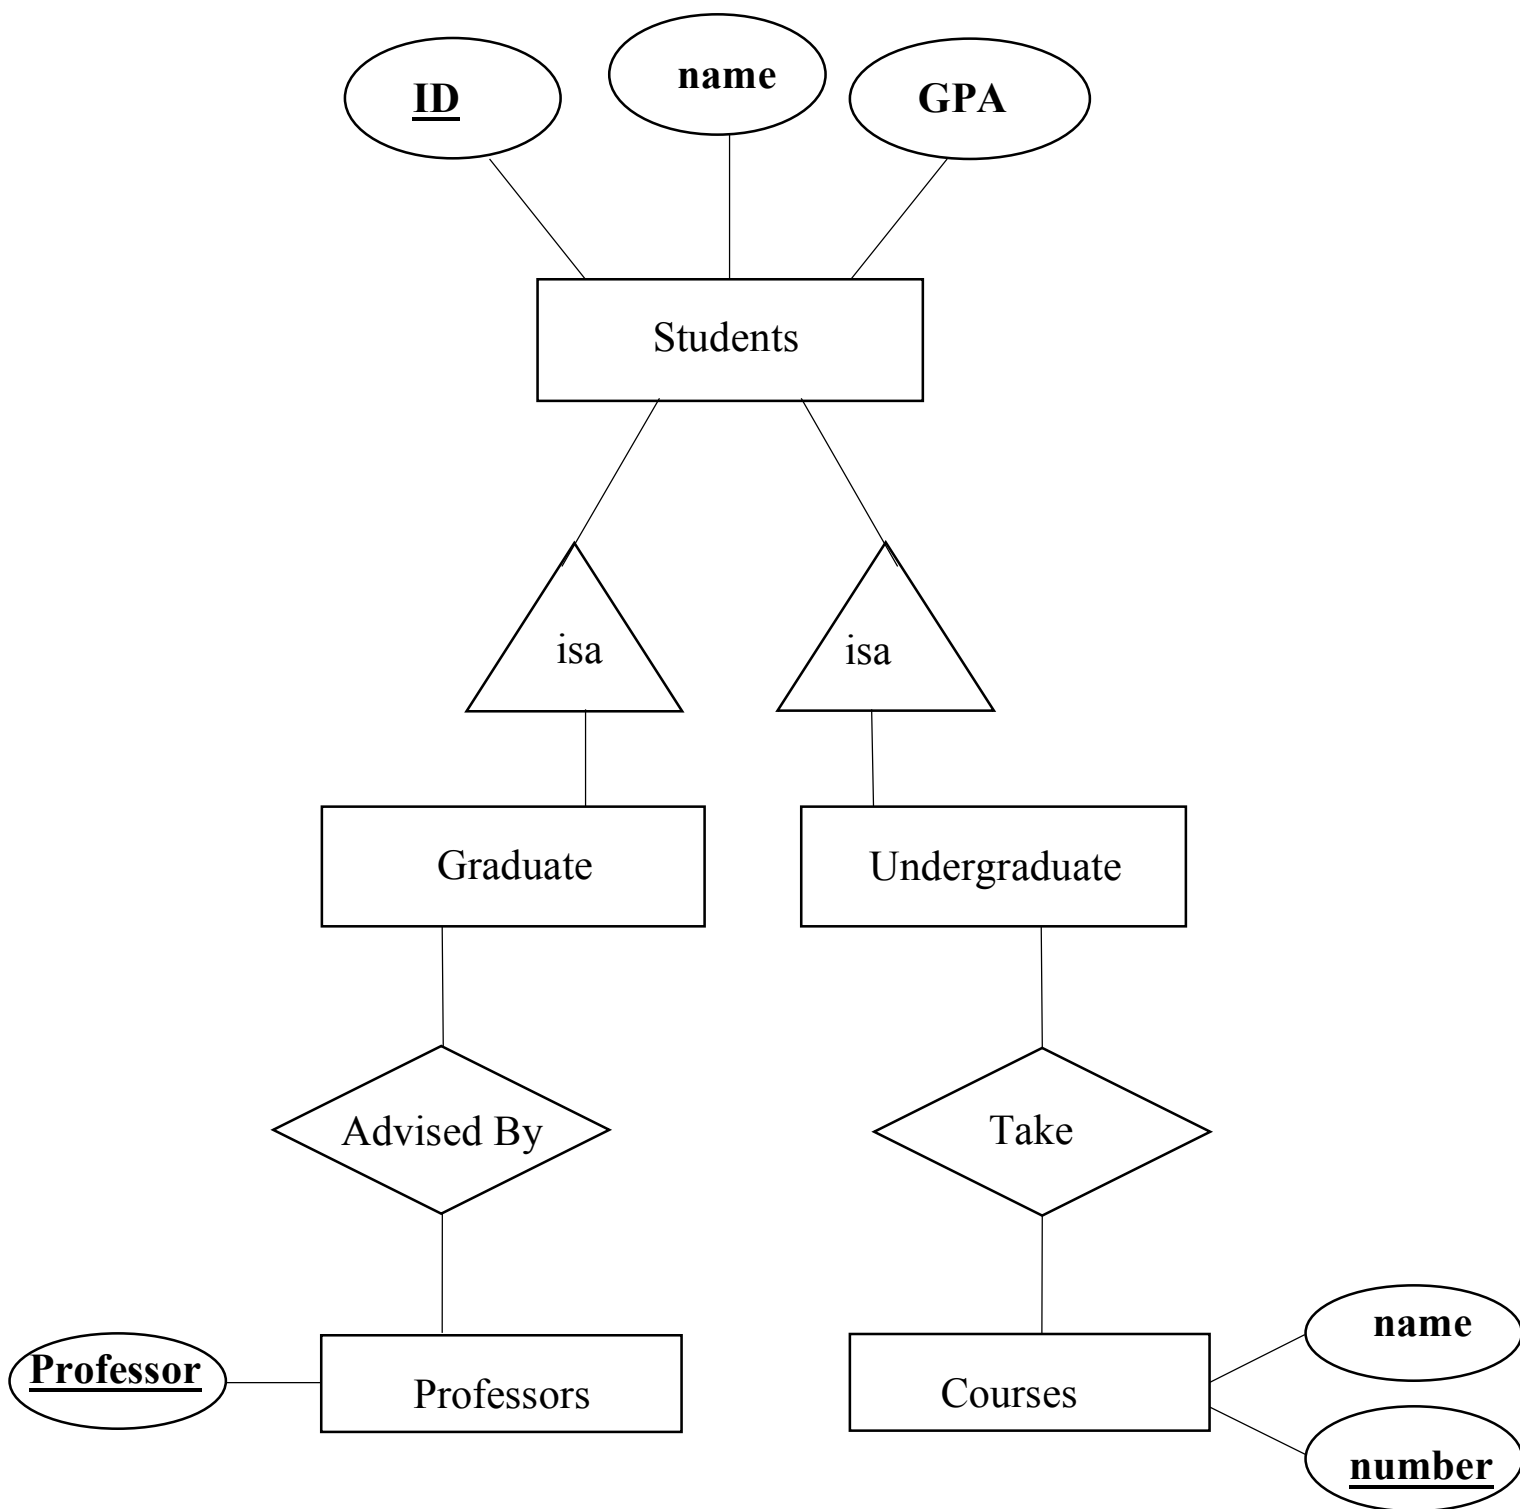 ID
name
GPA
Students
isa
isa
Graduate
Undergraduate
Advised By
Take
Professor
Professors
Courses
name
number